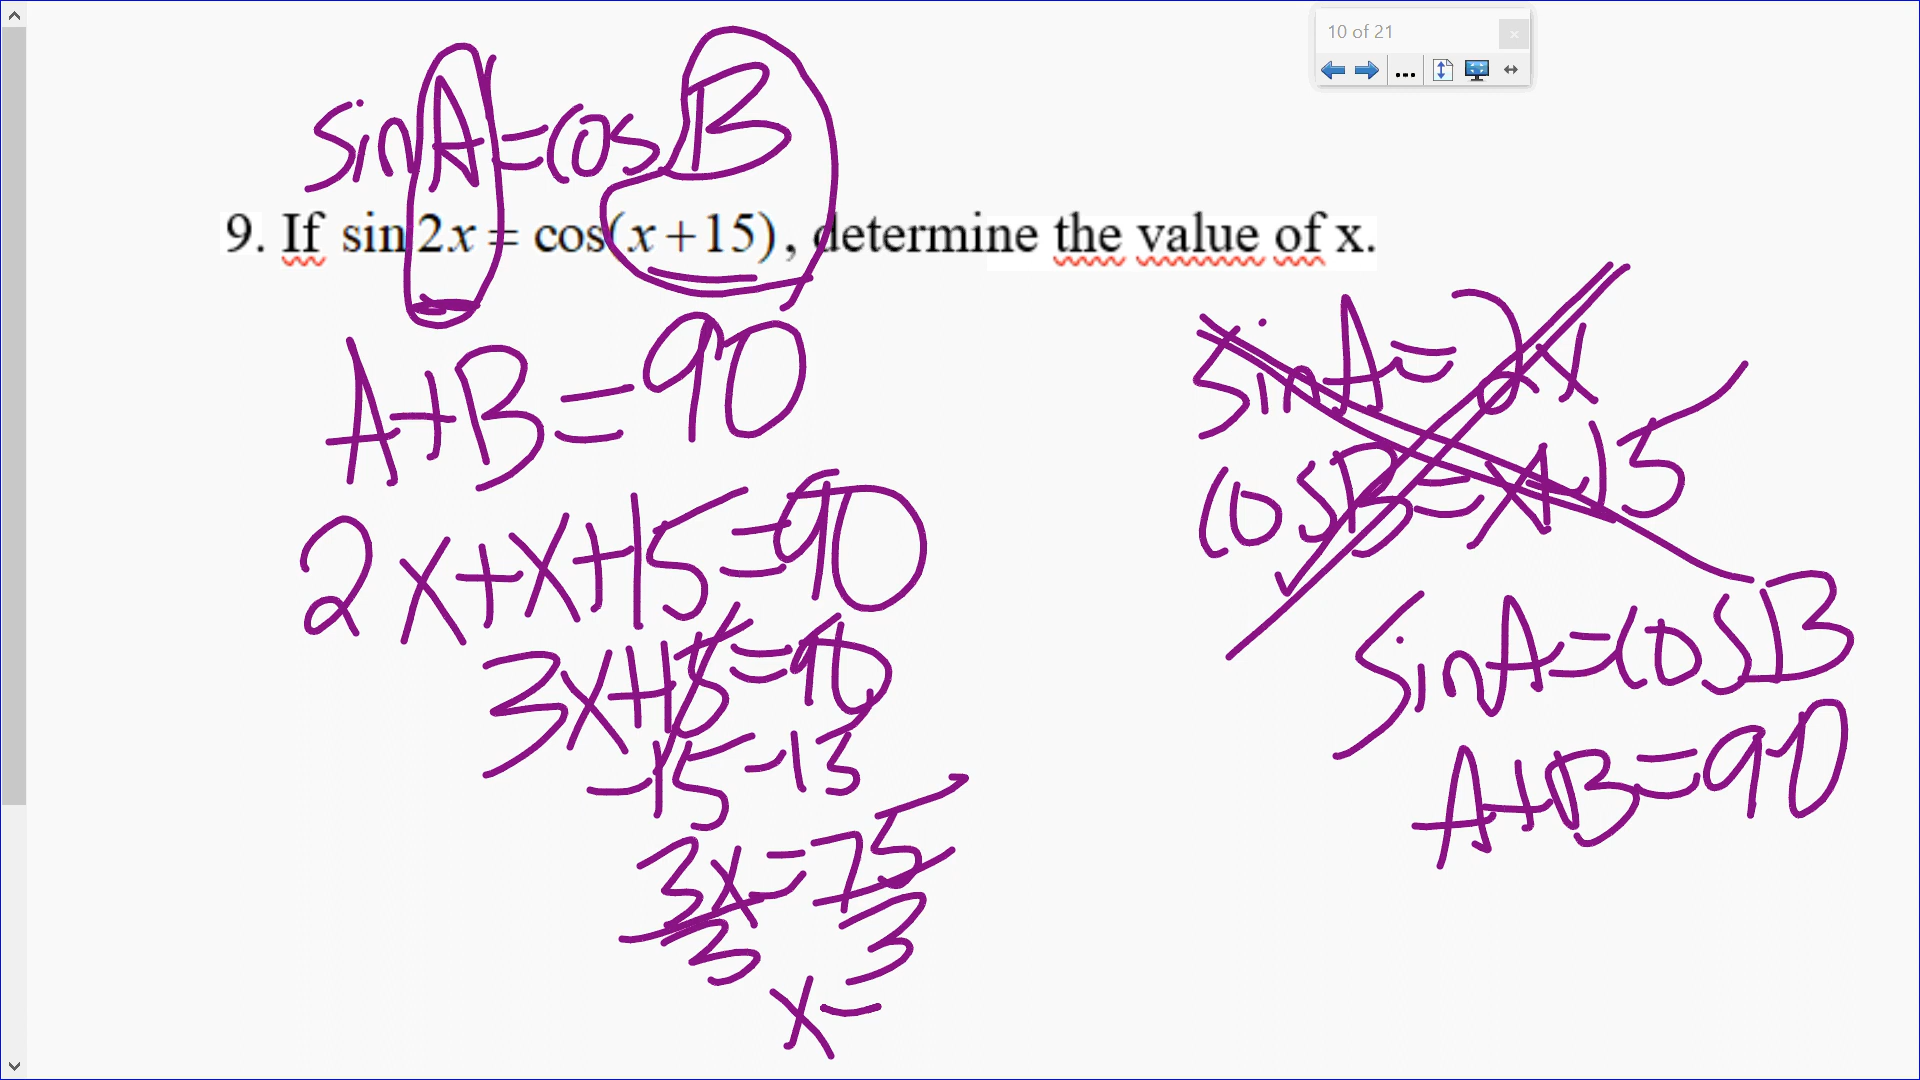 10 of 21
sinA=cosB
9. If sin 2x = cos(x+15), determine the value of x.
A+B=90
2x+x+15=90
3x+15=90
-15 -15
3x=75
3 3
x=
sinA=2x
cosB=x+15
sinA=cosB
A+B=90